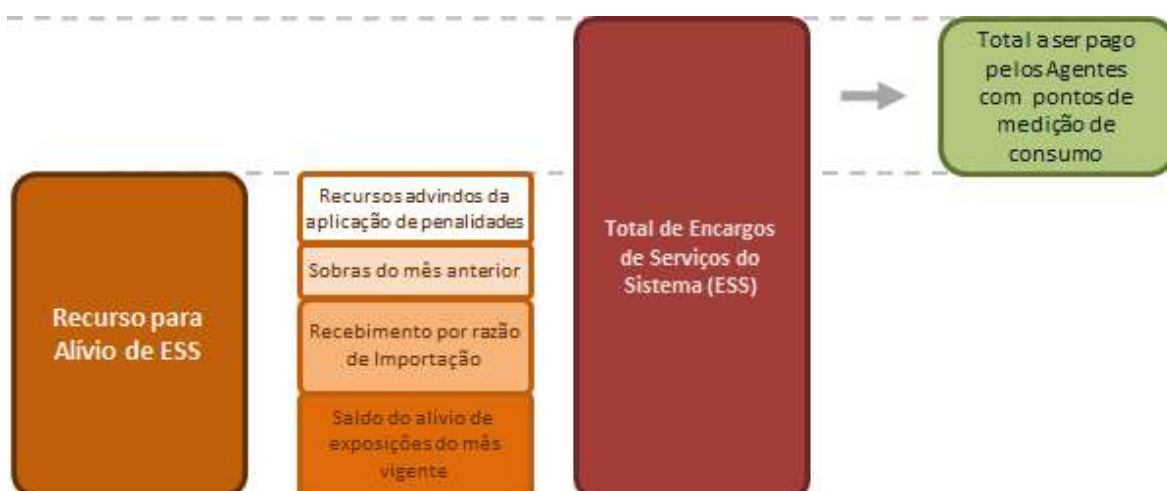 Recurso para
Alívio de ESS
Recursos advindos da
aplicação de penalidades
Sobras do mês anterior
Recebimento por razão
de Importação
Saldo do alívio de
exposições do mês
vigente
Total de Encargos
de Serviços do
Sistema (ESS)
Total a ser pago
pelos Agentes
com pontos de
medição de
consumo